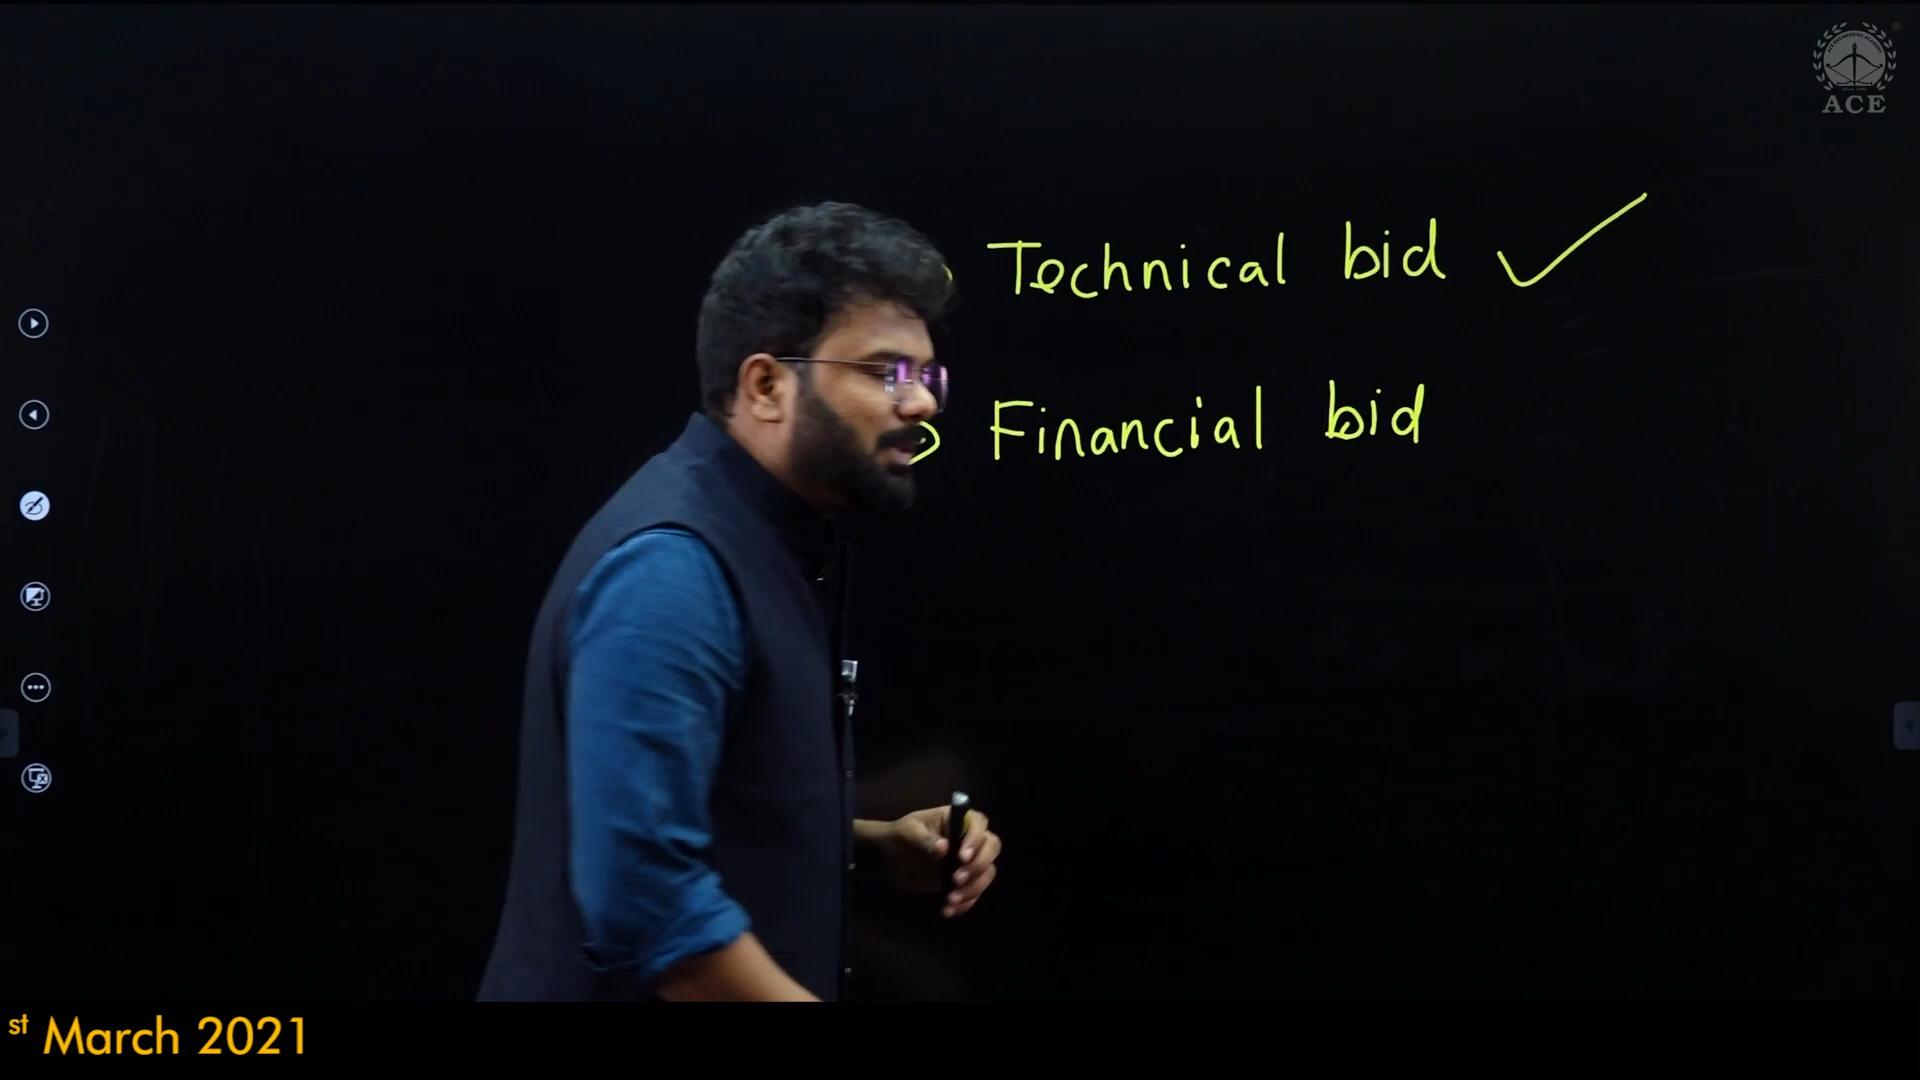 ACE
Technical bid ✓
Financial bid
st March 2021